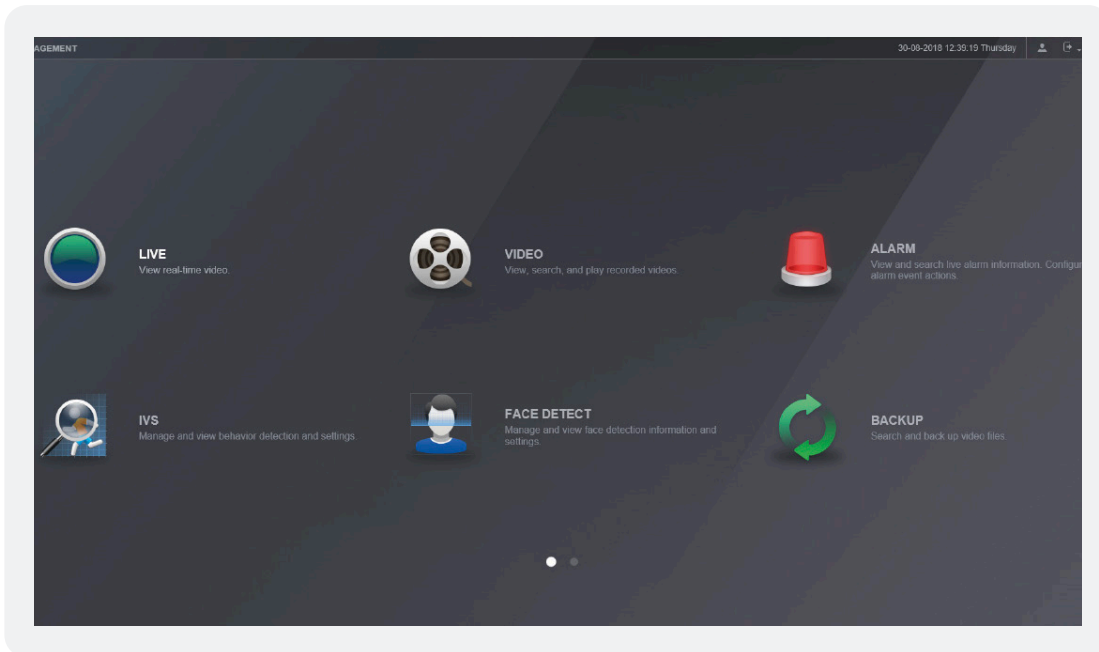 AGEMENT
30-08-2018 12:39:19 Thursday
LIVE
View real-time video.
VIDEO
View, search, and play recorded videos.
ALARM
View and search live alarm information. Configur
alarm event actions.
IVS
Manage and view behavior detection and settings
FACE DETECT
Manage and view face detection information and
settings.
BACKUP
Search and back up video files.